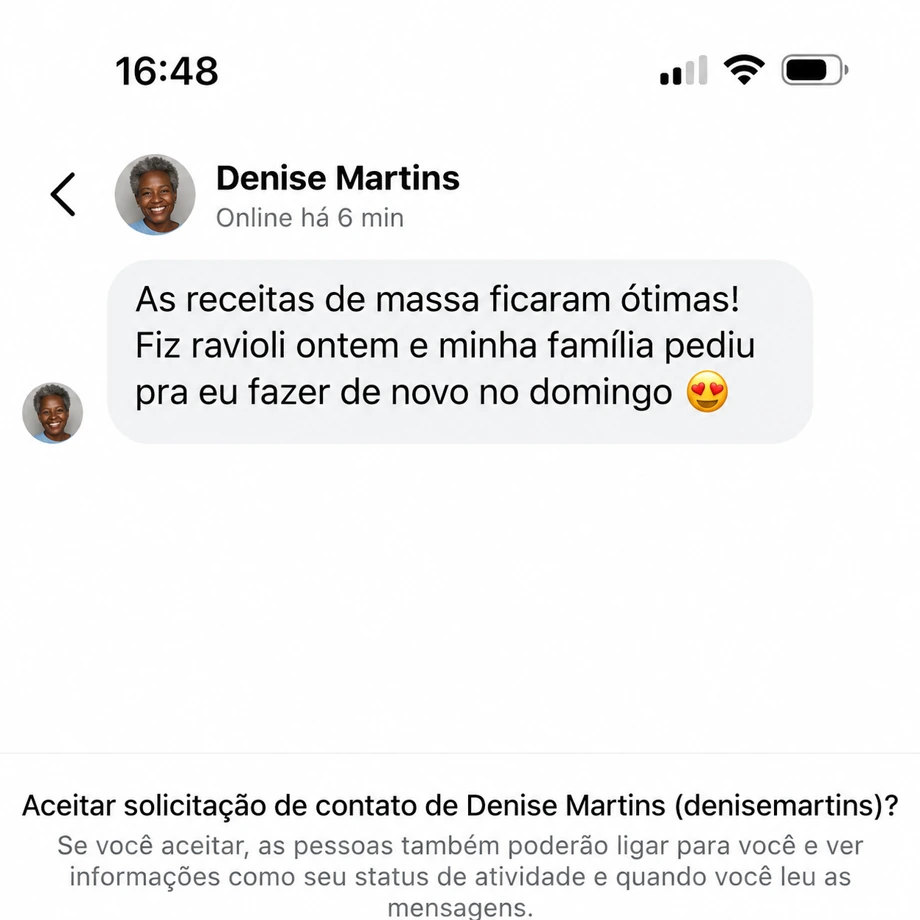 16:48
Denise Martins
Online há 6 min
As receitas de massa ficaram ótimas!
Fiz ravioli ontem e minha família pediu
pra eu fazer de novo no domingo 😍
Aceitar solicitação de contato de Denise Martins (denisemartins)?
Se você aceitar, as pessoas também poderão ligar para você e ver
informações como seu status de atividade e quando você leu as
mensagens.